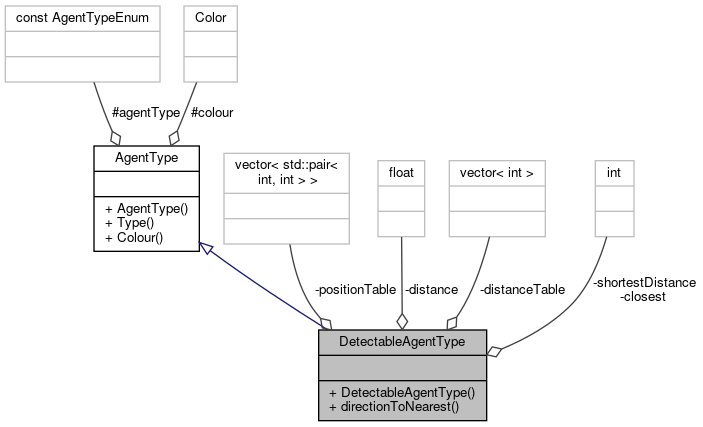 const AgentTypeEnum
Color
#agentType
#colour
AgentType
+ AgentType()
+ Type()
+ Colour()
vector< std::pair<
int, int > >
float
vector< int >
int
-positionTable
-distance
-distanceTable
-shortestDistance
-closest
DetectableAgentType
+ DetectableAgentType()
+ directionToNearest()